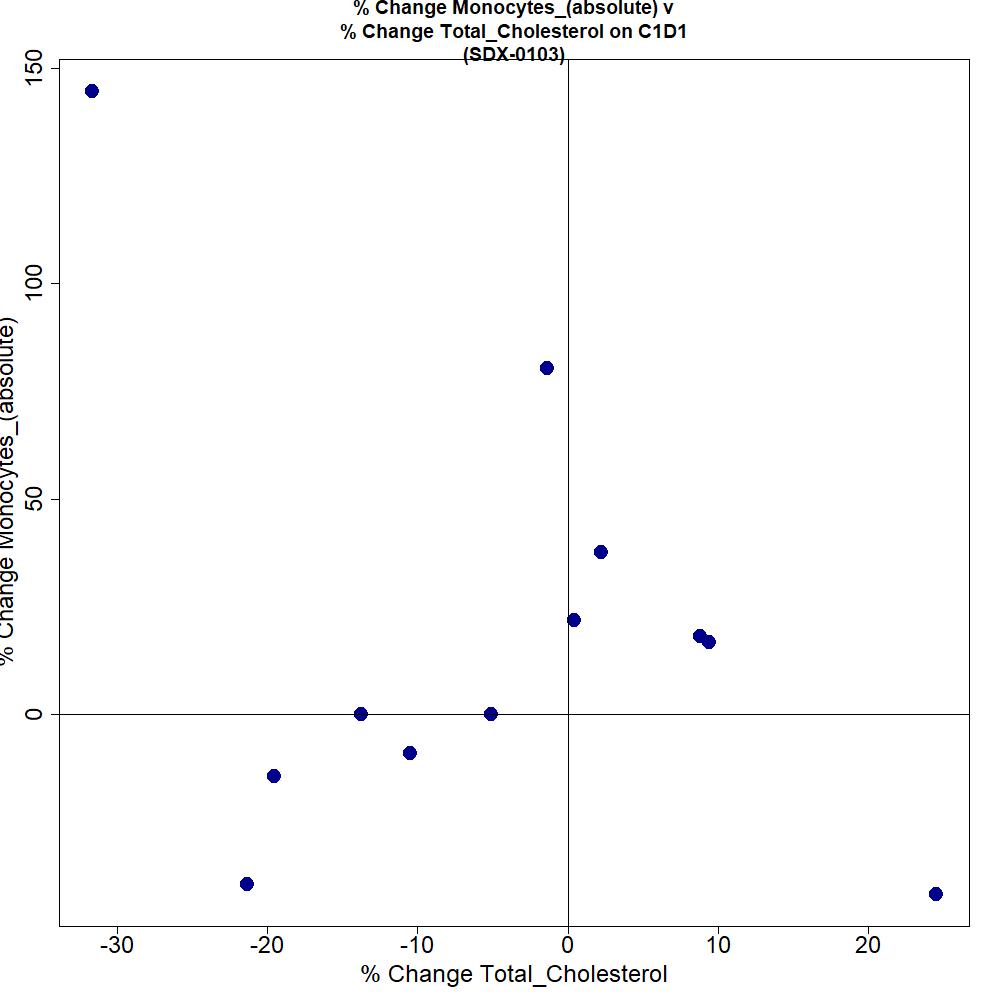 % Change Monocytes_(absolute) v
% Change Total_Cholesterol on C1D1
(SDX-0103)
150
100
50
0
% Change Monocytes_(absolute)
-30
-20
-10
0
10
20
% Change Total_Cholesterol